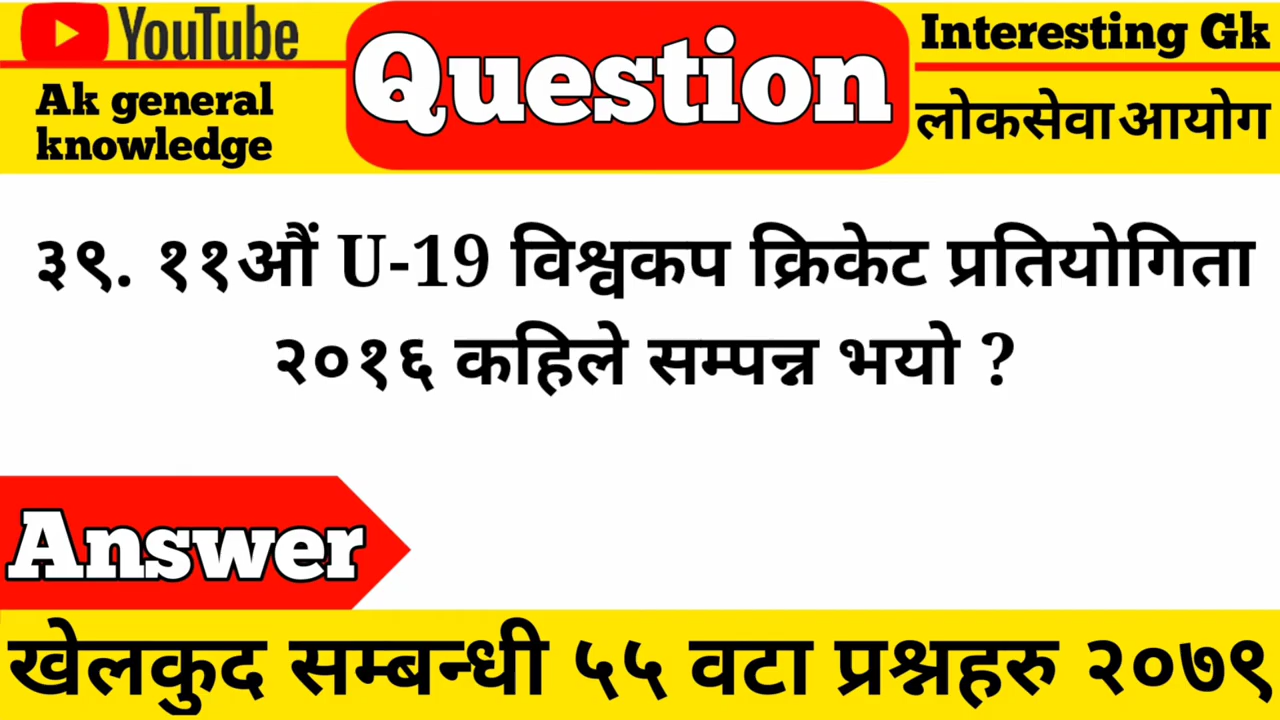 YouTube
Ak general
knowledge
Question
Interesting Gk
लोकसेवा आयोग
३९. ११औं U-19 विश्वकप क्रिकेट प्रतियोगिता
२०१६ कहिले सम्पन्न भयो ?
Answer
खेलकुद सम्बन्धी ५५ वटा प्रश्नहरु २०७९